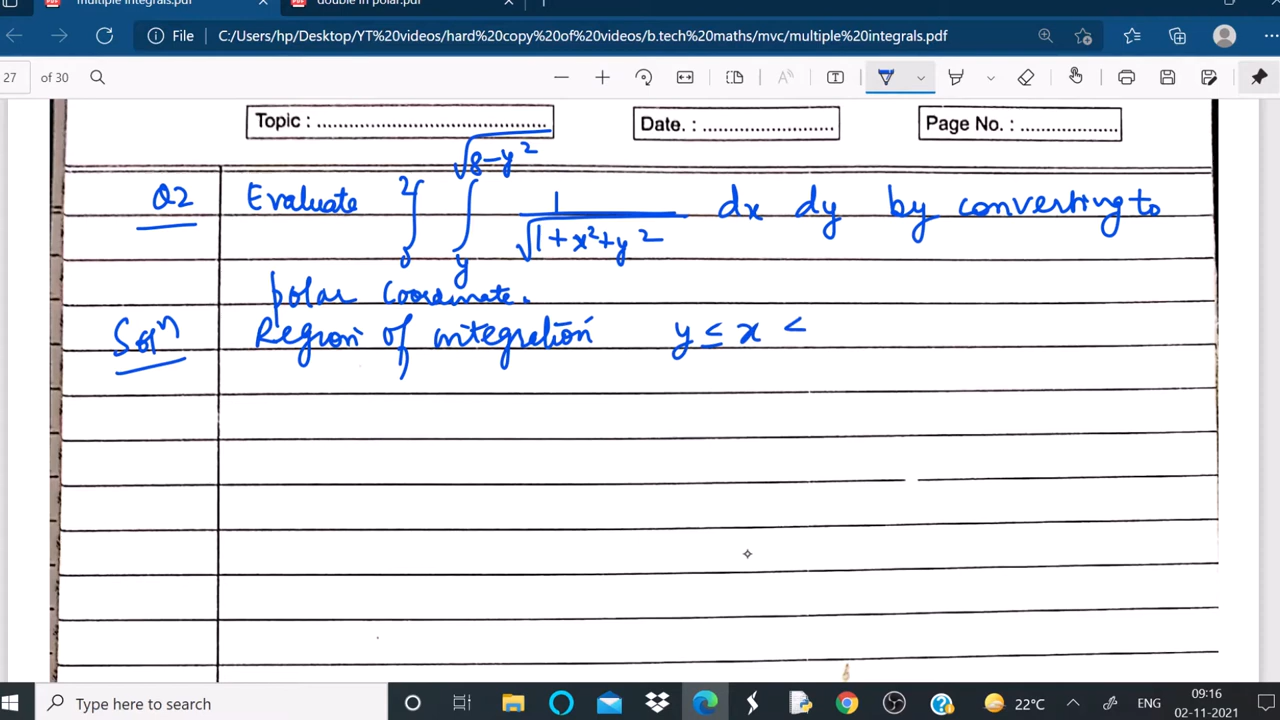 multiple integrals.pdf
double in polar.pdf
File C:/Users/hp/Desktop/YT%20videos/hard%20copy%20of%20videos/b.tech%20maths/mvc/multiple%20integrals.pdf
27 of 30
Topic : .................................................. Date. : ............................ Page No. : .....................
Q2 Evaluate ∫₀² ∫_y^√(8-y²) 1/√(1+x²+y²) dx dy by converting to
polar coordinate.
Solⁿ Region of integration y ≤ x <
Type here to search
22°C
ENG
09:16
02-11-2021